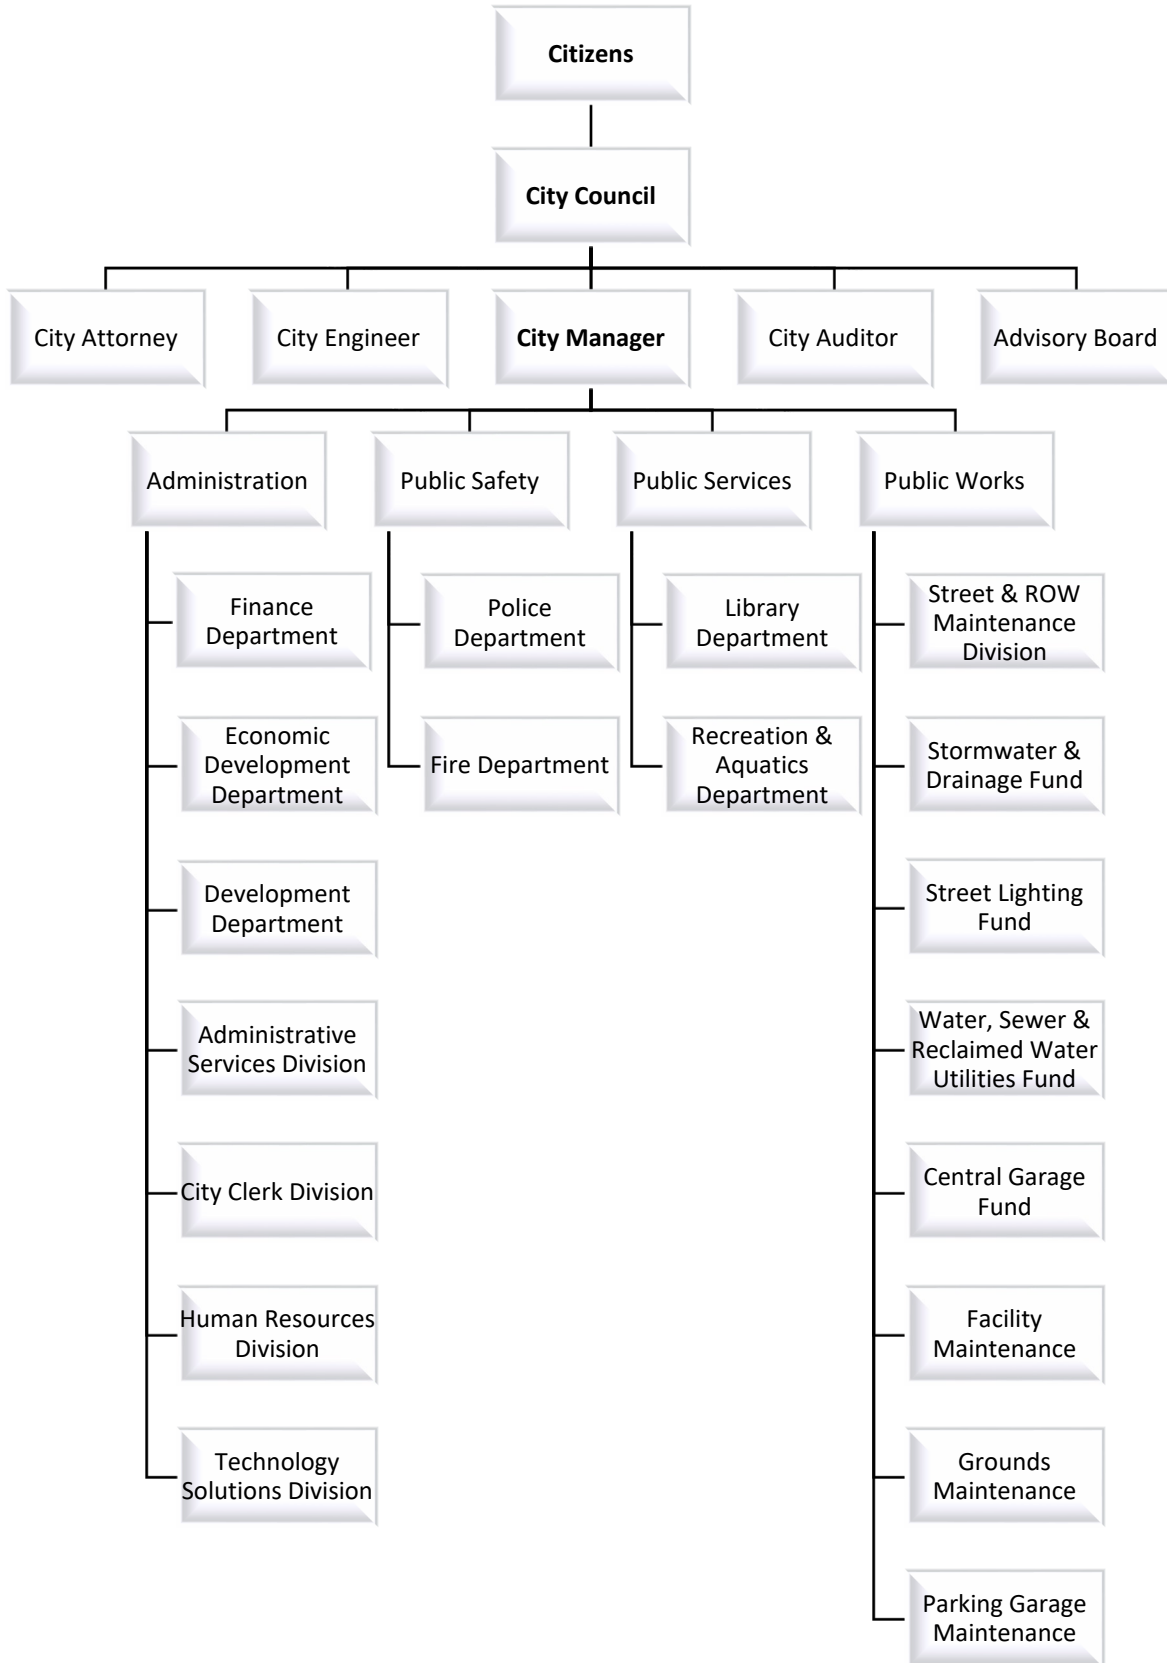 Citizens
City Council
City Attorney
City Engineer
City Manager
City Auditor
Advisory Board
Administration
Public Safety
Public Services
Public Works
Finance
Department
Economic
Development
Department
Development
Department
Administrative
Services Division
City Clerk Division
Human Resources
Division
Technology
Solutions Division
Police
Department
Fire Department
Library
Department
Recreation &
Aquatics
Department
Street & ROW
Maintenance
Division
Stormwater &
Drainage Fund
Street Lighting
Fund
Water, Sewer &
Reclaimed Water
Utilities Fund
Central Garage
Fund
Facility
Maintenance
Grounds
Maintenance
Parking Garage
Maintenance